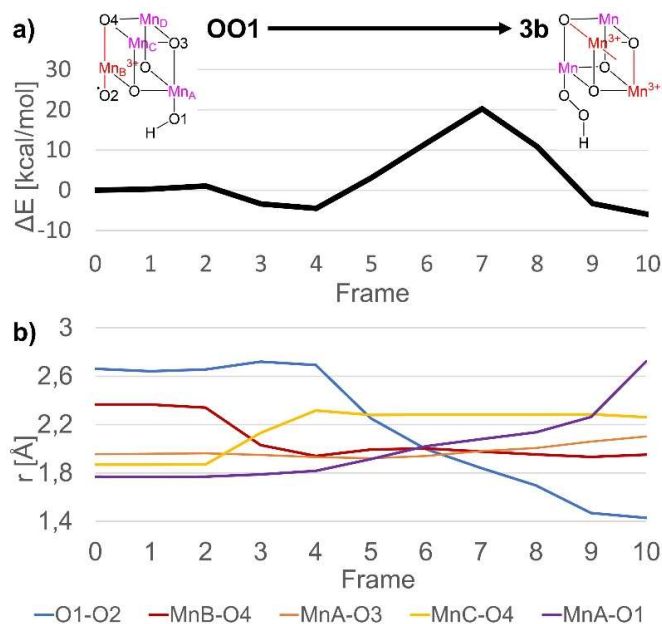 a)
O4 MnD
MnC O3
MnB3+ O
·O2 O MnA
H O1
OO1
3b
O Mn
Mn3+ O
Mn O
O Mn3+
O
O
H
ΔE [kcal/mol]
30
20
10
0
-10
0 1 2 3 4 5 6 7 8 9 10
Frame
b)
r [Å]
3
2,6
2,2
1,8
1,4
0 1 2 3 4 5 6 7 8 9 10
Frame
O1-O2 MnB-O4 MnA-O3 MnC-O4 MnA-O1